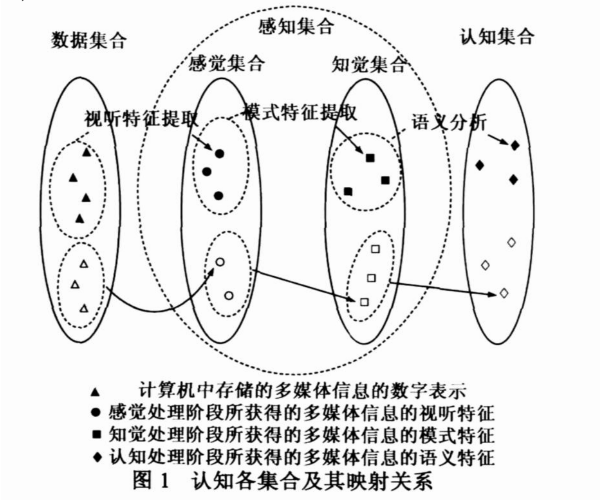 感知集合
数据集合
认知集合
感觉集合
知觉集合
视听特征提取
模式特征提取
语义分析
▲ 计算机中存储的多媒体信息的数字表示
● 感觉处理阶段所获得的多媒体信息的视听特征
■ 知觉处理阶段所获得的多媒体信息的模式特征
◆ 认知处理阶段所获得的多媒体信息的语义特征
图 1 认知各集合及其映射关系